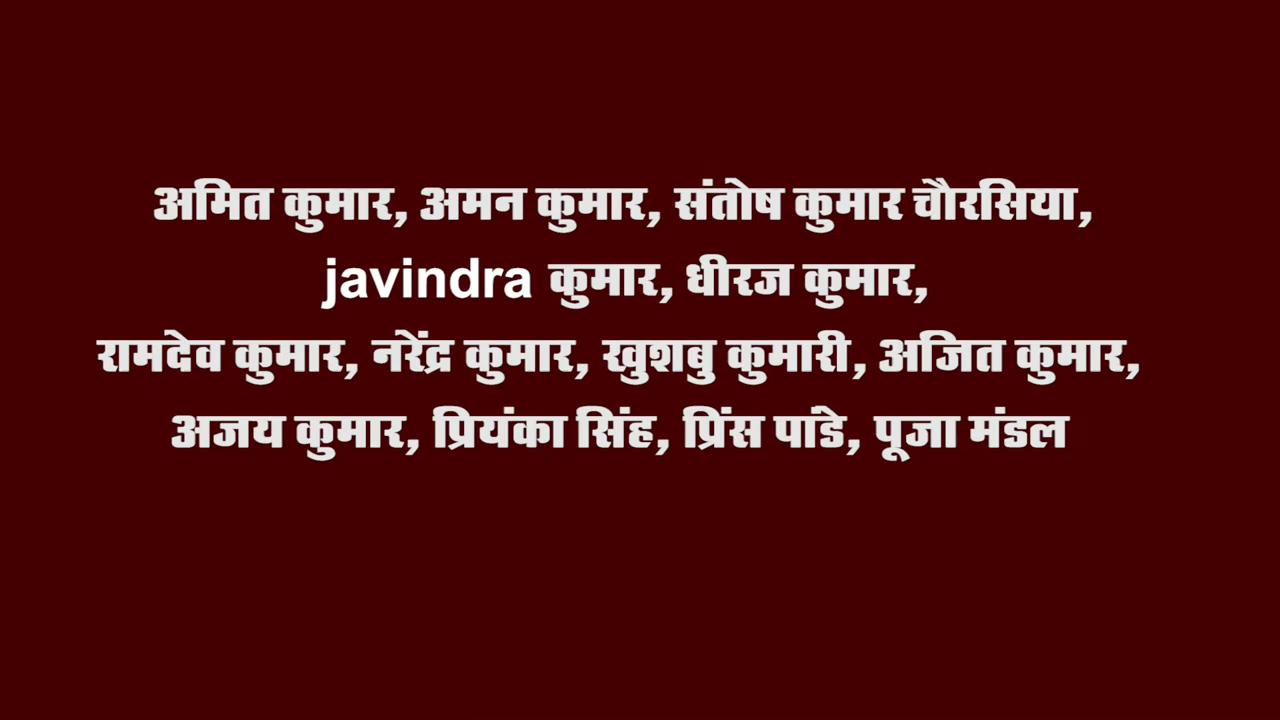 अमित कुमार, अमन कुमार, संतोष कुमार चौरसिया,
javindra कुमार, धीरज कुमार,
रामदेव कुमार, नरेंद्र कुमार, खुशबु कुमारी, अजित कुमार,
अजय कुमार, प्रियंका सिंह, प्रिंस पांडे, पूजा मंडल